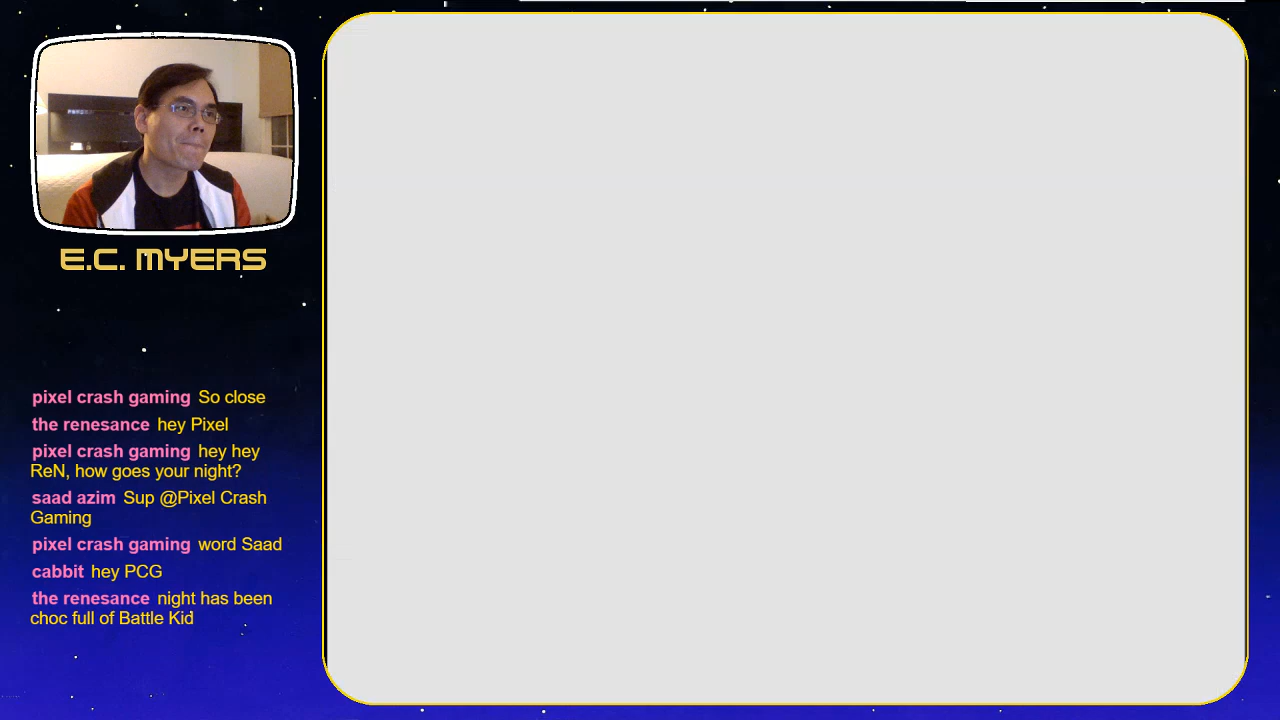 E.C. MYERS
pixel crash gaming So close
the renesance hey Pixel
pixel crash gaming hey hey
ReN, how goes your night?
saad azim Sup @Pixel Crash
Gaming
pixel crash gaming word Saad
cabbit hey PCG
the renesance night has been
choc full of Battle Kid